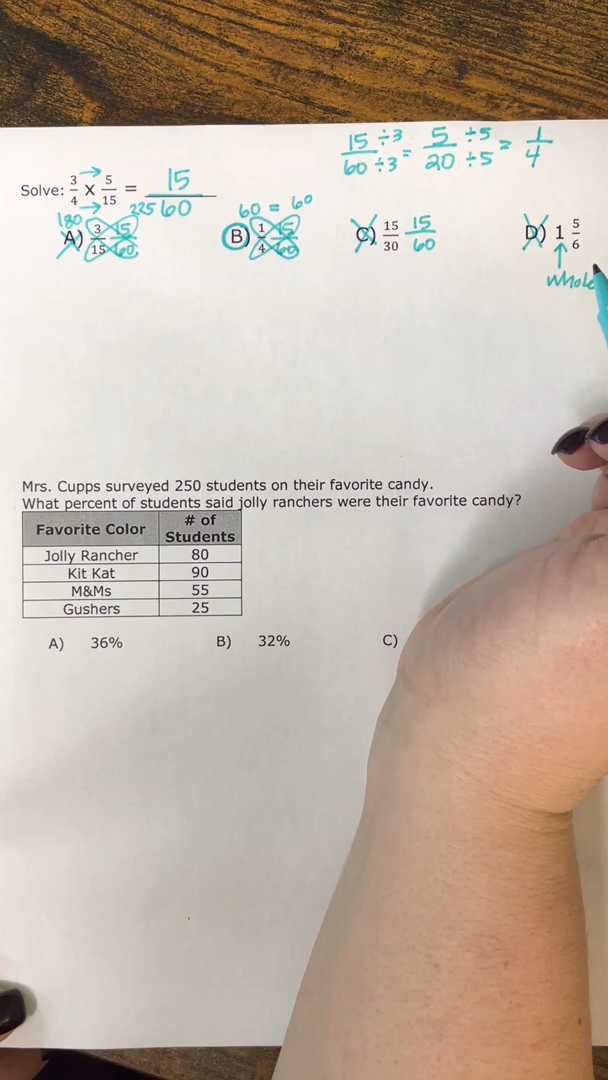 15 ÷3 = 5 ÷5 = 1
60 ÷3 20 ÷5 4
Solve: 3/4 x 5/15 = 15/60
180 225 60 = 60
A) 3/15 15/60 B) 1/4 15/60 C) 15/30 15/60 D) 1 5/6
whole
Mrs. Cupps surveyed 250 students on their favorite candy.
What percent of students said jolly ranchers were their favorite candy?
Favorite Color # of Students
Jolly Rancher 80
Kit Kat 90
M&Ms 55
Gushers 25
A) 36% B) 32% C)